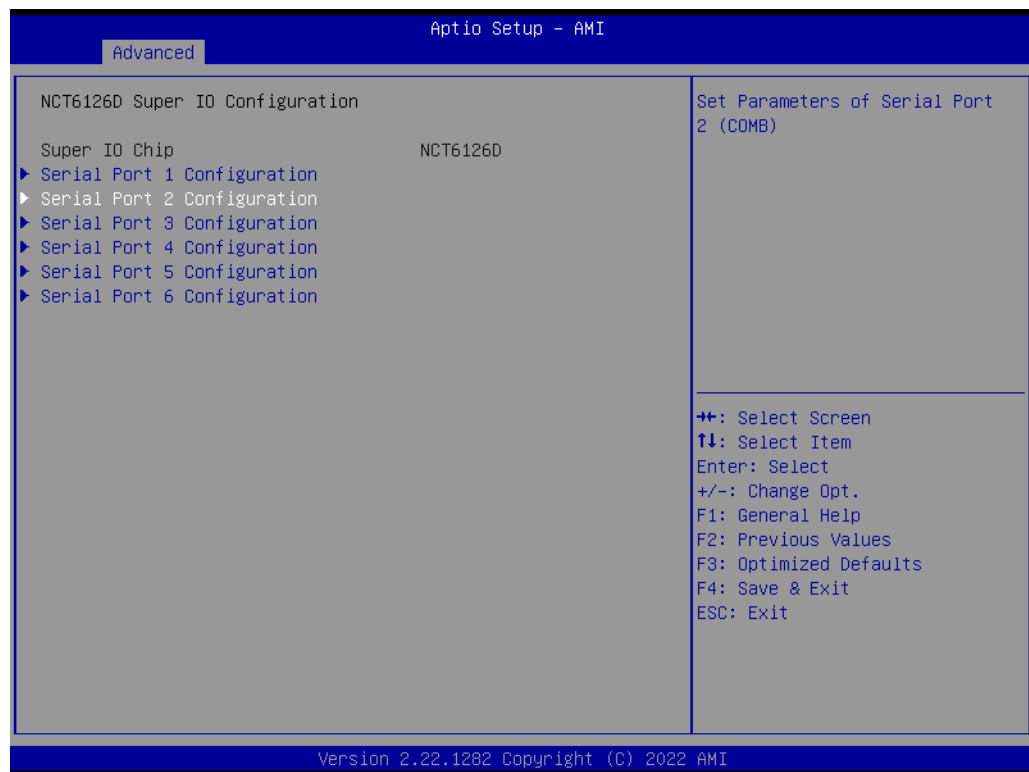 Aptio Setup – AMI
Advanced
NCT6126D Super IO Configuration
Super IO Chip NCT6126D
Serial Port 1 Configuration
Serial Port 2 Configuration
Serial Port 3 Configuration
Serial Port 4 Configuration
Serial Port 5 Configuration
Serial Port 6 Configuration
Set Parameters of Serial Port
2 (COMB)
→←: Select Screen
↑↓: Select Item
Enter: Select
+/-: Change Opt.
F1: General Help
F2: Previous Values
F3: Optimized Defaults
F4: Save & Exit
ESC: Exit
Version 2.22.1282 Copyright (C) 2022 AMI